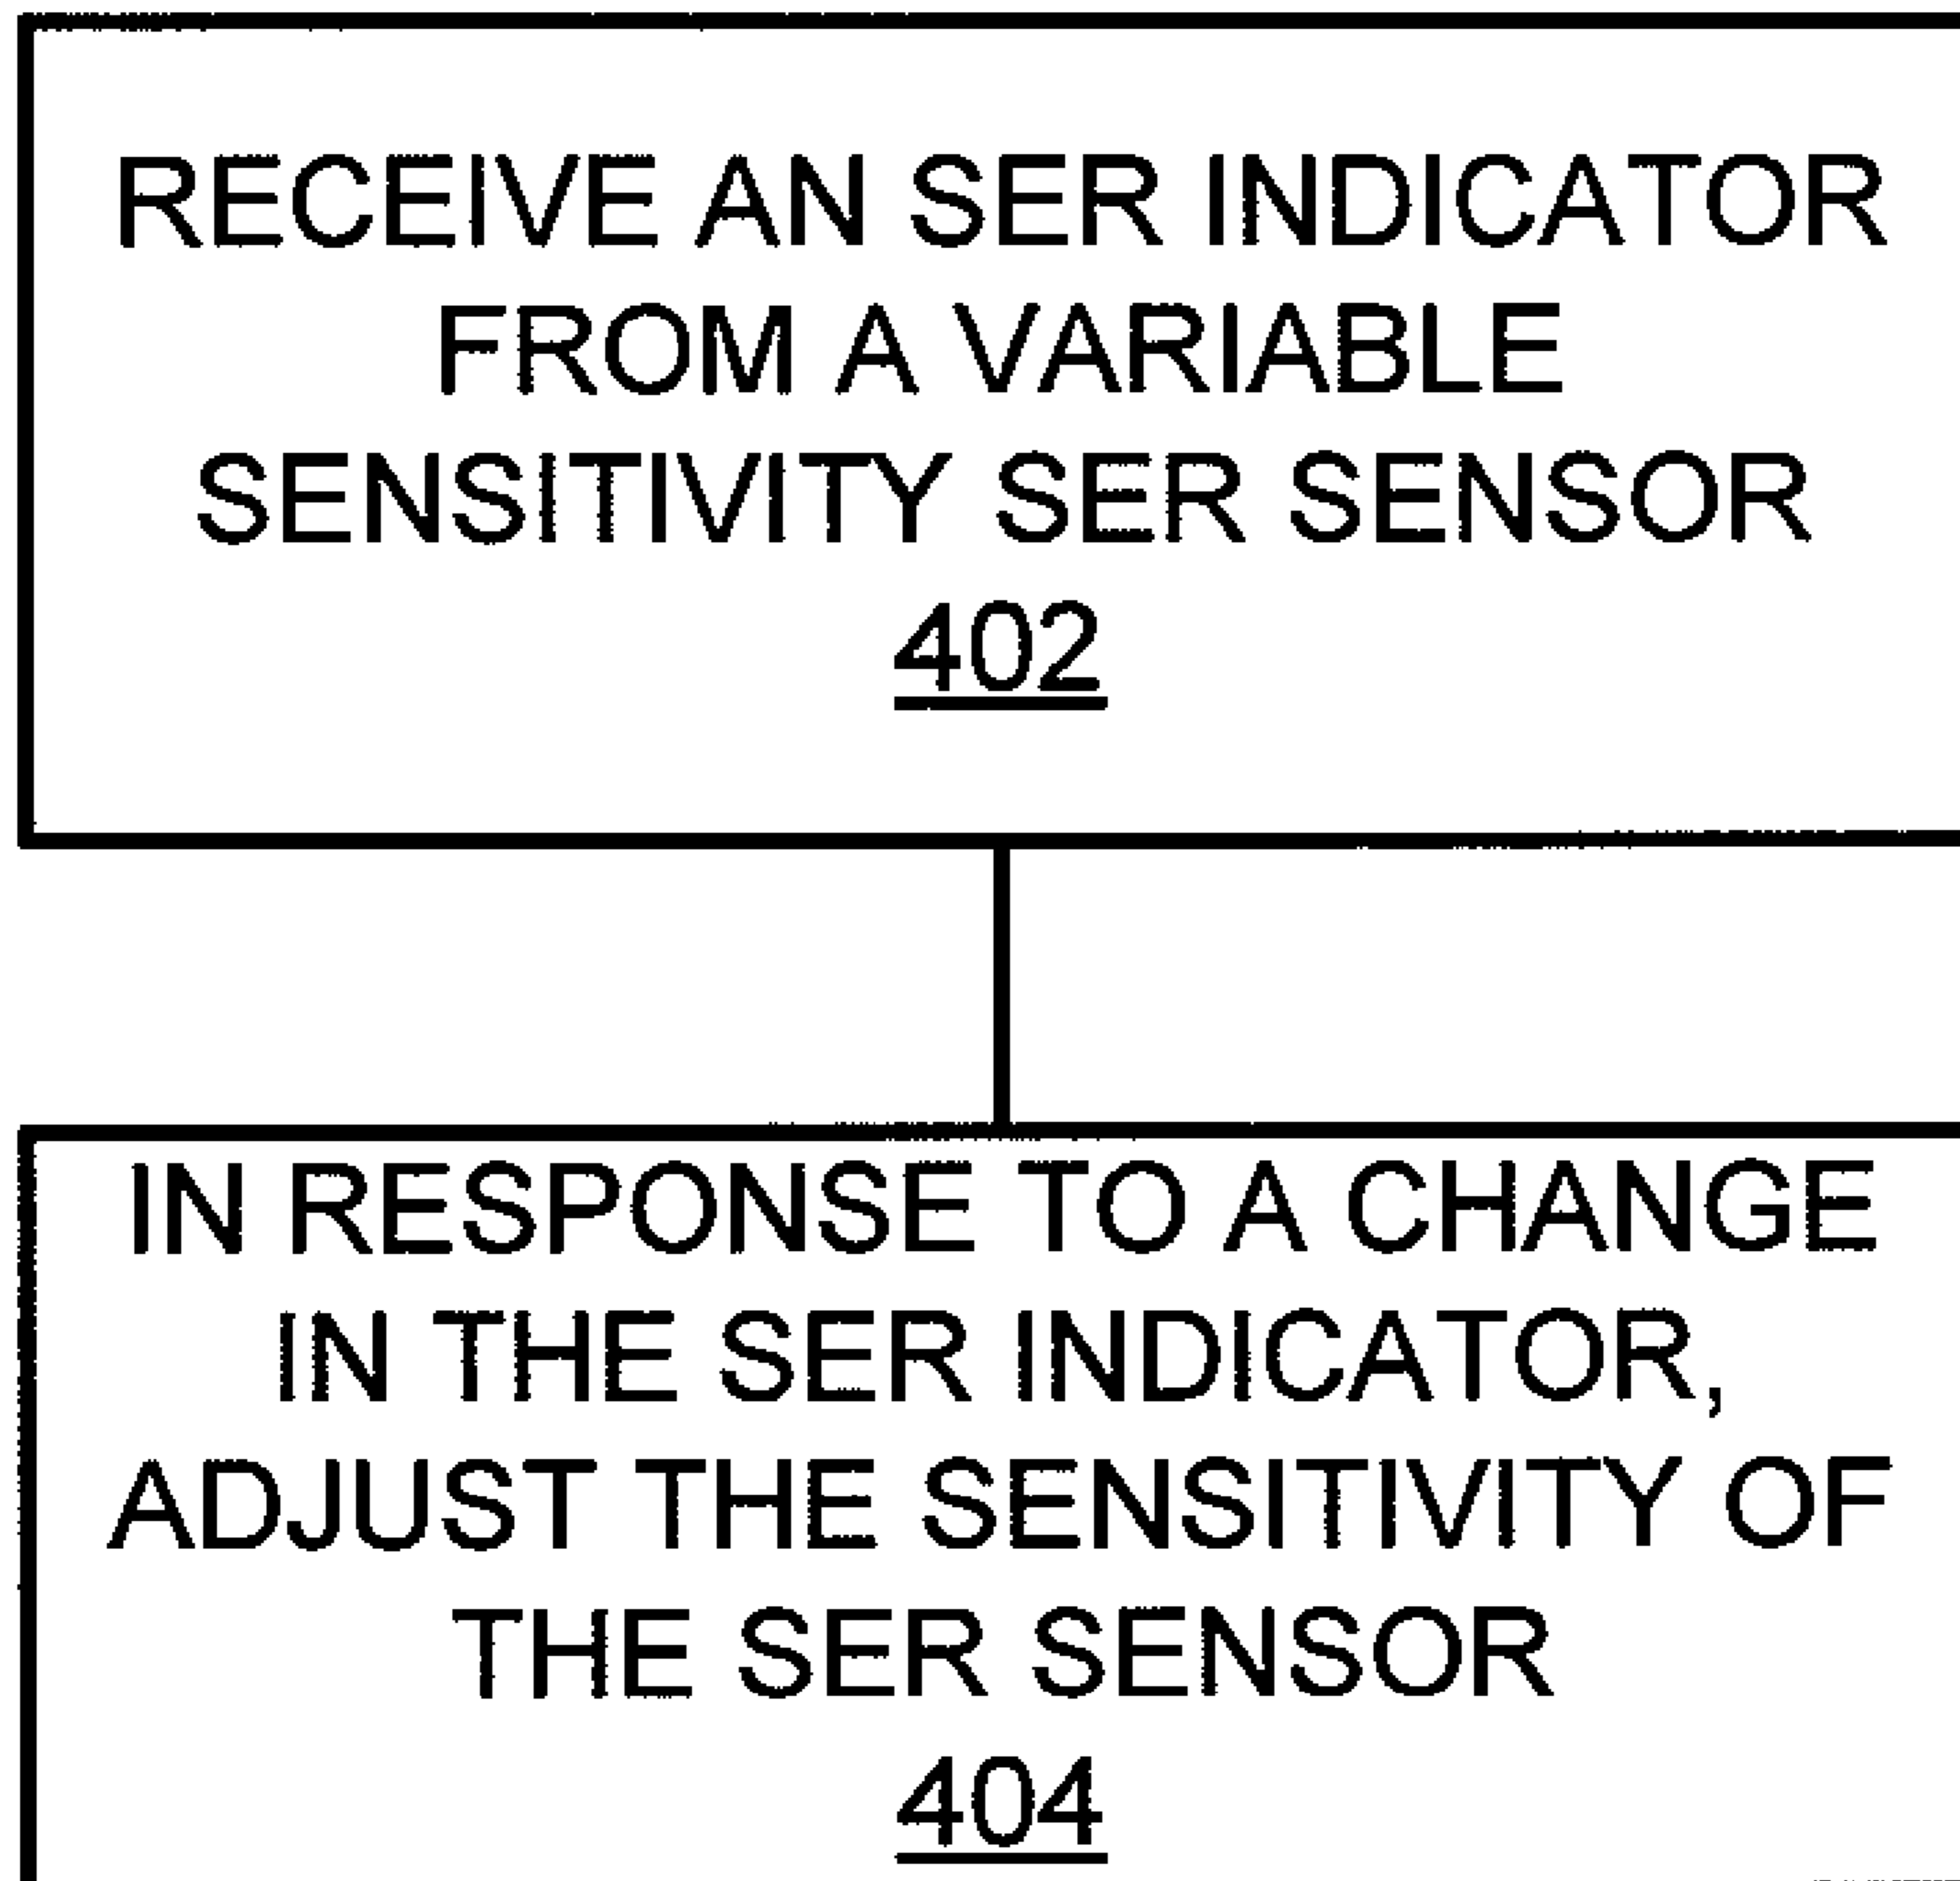 RECEIVE AN SER INDICATOR
FROM A VARIABLE
SENSITIVITY SER SENSOR
402
IN RESPONSE TO A CHANGE
IN THE SER INDICATOR,
ADJUST THE SENSITIVITY OF
THE SER SENSOR
404